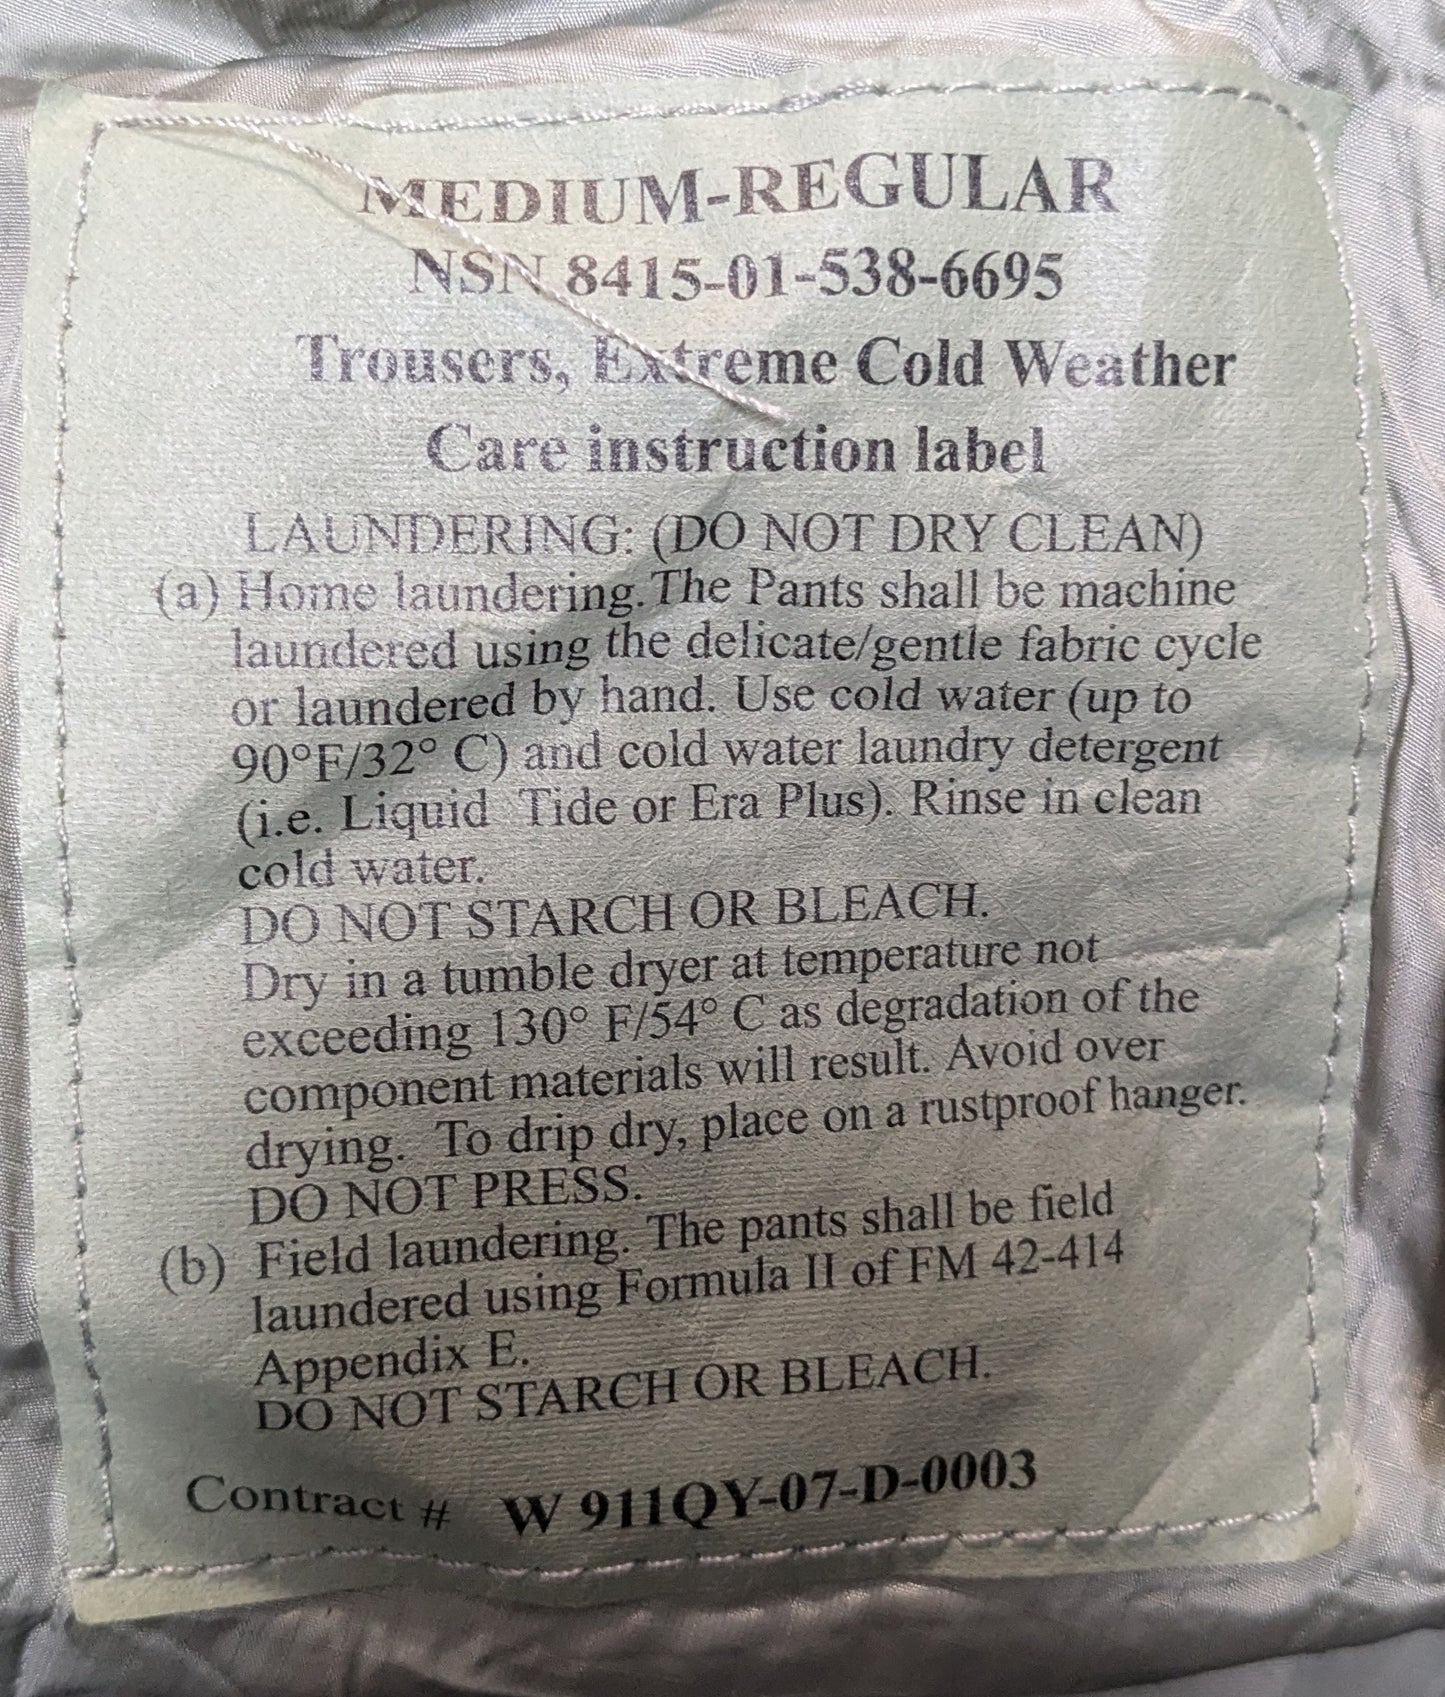 MEDIUM-REGULAR
NSN 8415-01-538-6695
Trousers, Extreme Cold Weather
Care instruction label
LAUNDERING: (DO NOT DRY CLEAN)
(a) Home laundering. The Pants shall be machine
laundered using the delicate/gentle fabric cycle
or laundered by hand. Use cold water (up to
90°F/32° C) and cold water laundry detergent
(i.e. Liquid Tide or Era Plus). Rinse in clean
cold water.
DO NOT STARCH OR BLEACH.
Dry in a tumble dryer at temperature not
exceeding 130° F/54° C as degradation of the
component materials will result. Avoid over
drying. To drip dry, place on a rustproof hanger.
DO NOT PRESS.
(b) Field laundering. The pants shall be field
laundered using Formula II of FM 42-414
Appendix E.
DO NOT STARCH OR BLEACH.
Contract # W 911QY-07-D-0003